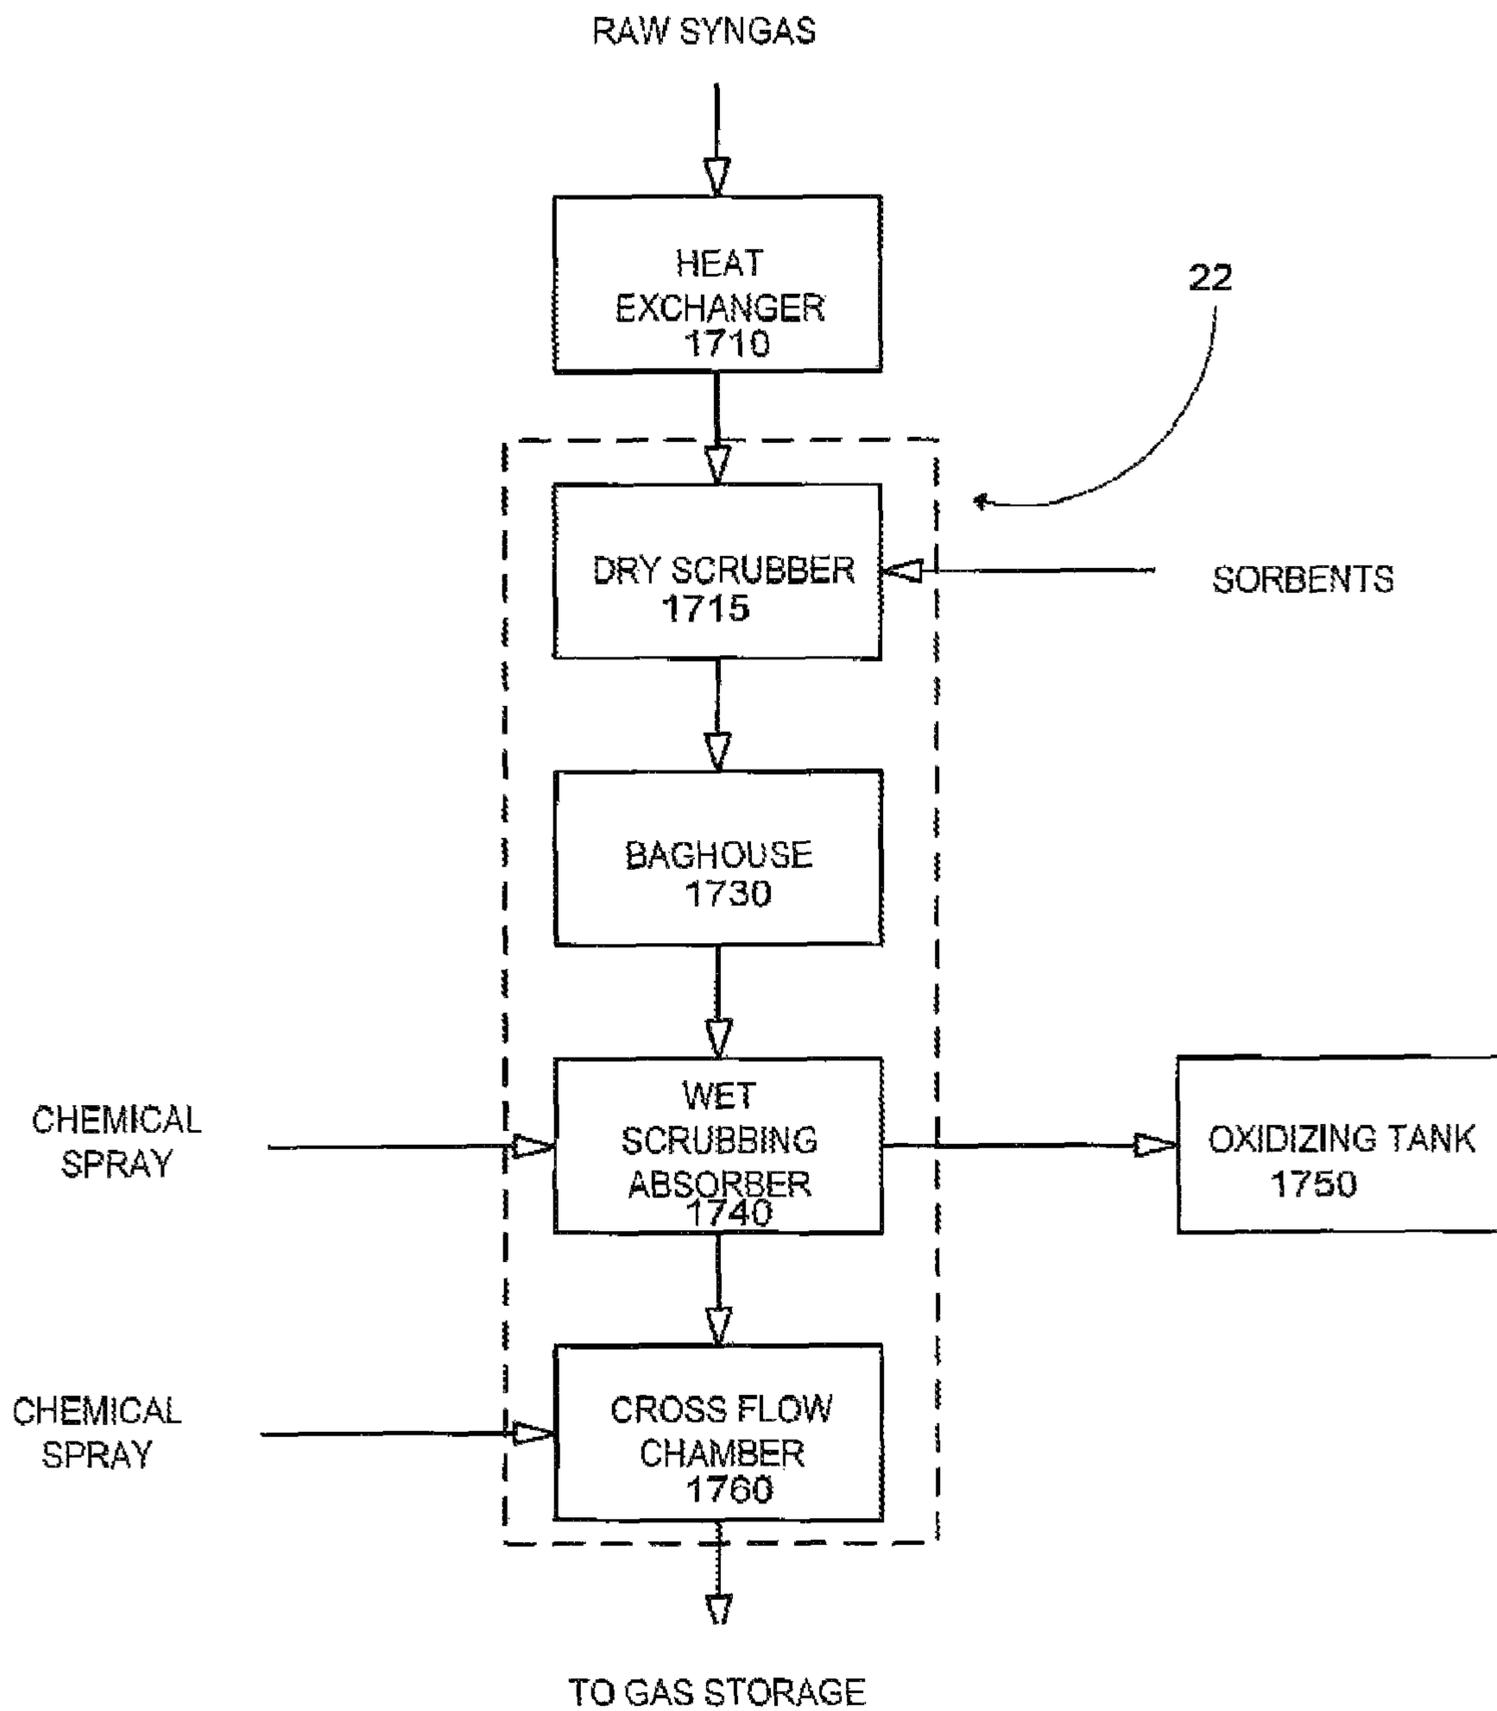 RAW SYNGAS
HEAT
EXCHANGER
1710
22
DRY SCRUBBER
1715
SORBENTS
BAGHOUSE
1730
CHEMICAL
SPRAY
WET
SCRUBBING
ABSORBER
1740
OXIDIZING TANK
1750
CHEMICAL
SPRAY
CROSS FLOW
CHAMBER
1760
TO GAS STORAGE